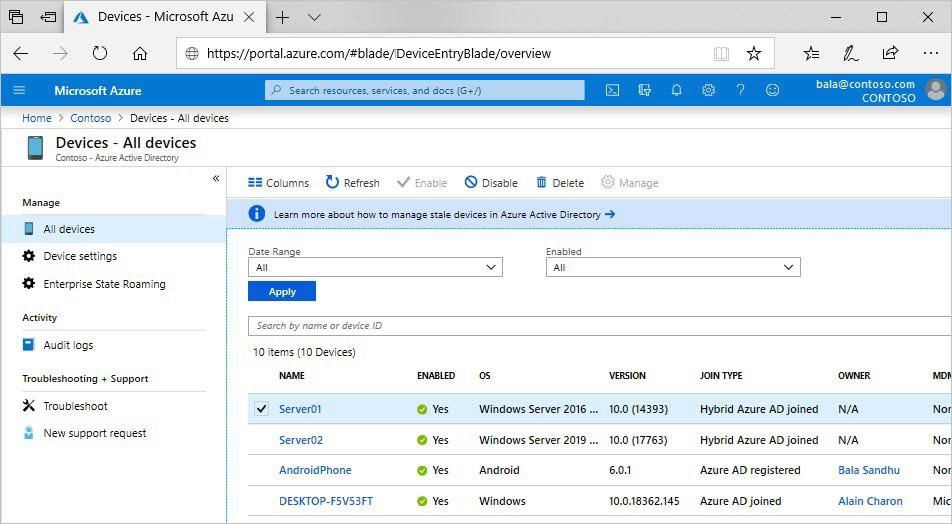 Devices - Microsoft Azu
https://portal.azure.com/#blade/DeviceEntryBlade/overview
Microsoft Azure
Search resources, services, and docs (G+/)
bala@contoso.com
CONTOSO
Home > Contoso > Devices - All devices
Devices - All devices
Contoso - Azure Active Directory
Manage
All devices
Device settings
Enterprise State Roaming
Activity
Audit logs
Troubleshooting + Support
Troubleshoot
New support request
Columns Refresh Enable Disable Delete Manage
Learn more about how to manage stale devices in Azure Active Directory
Date Range Enabled
All All
Apply
Search by name or device ID
10 items (10 Devices)
NAME ENABLED OS VERSION JOIN TYPE OWNER MDM
Server01 Yes Windows Server 2016 ... 10.0 (14393) Hybrid Azure AD joined N/A Non
Server02 Yes Windows Server 2019 ... 10.0 (17763) Hybrid Azure AD joined N/A Non
AndroidPhone Yes Android 6.0.1 Azure AD registered Bala Sandhu Non
DESKTOP-F5V53FT Yes Windows 10.0.18362.145 Azure AD joined Alain Charon Mic